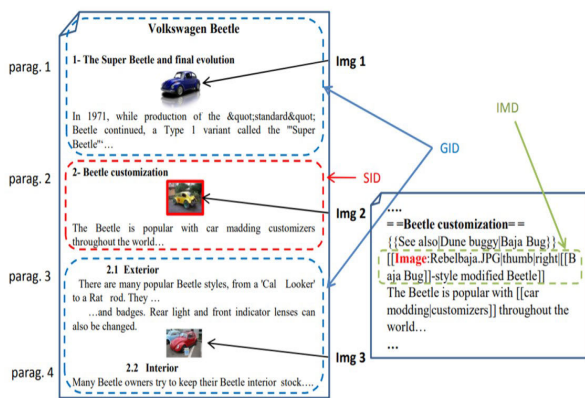 Volkswagen Beetle
parag. 1
1- The Super Beetle and final evolution
Img 1
In 1971, while production of the &quot;standard&quot;
Beetle continued, a Type 1 variant called the '"Super
Beetle"'…
IMD
GID
parag. 2
2- Beetle customization
SID
Img 2
The Beetle is popular with car madding customizers
throughout the world…
….
= =Beetle customization= =
{{See also|Dune buggy|Baja Bug}}
[[Image:Rebelbaja.JPG|thumb|right|[[B
aja Bug]]-style modified Beetle]]
The Beetle is popular with [[car
modding|customizers]] throughout the
world…
…
parag. 3
2.1 Exterior
There are many popular Beetle styles, from a 'Cal Looker'
to a Rat rod. They …
…and badges. Rear light and front indicator lenses can
also be changed.
Img 3
parag. 4
2.2 Interior
Many Beetle owners try to keep their Beetle interior stock….